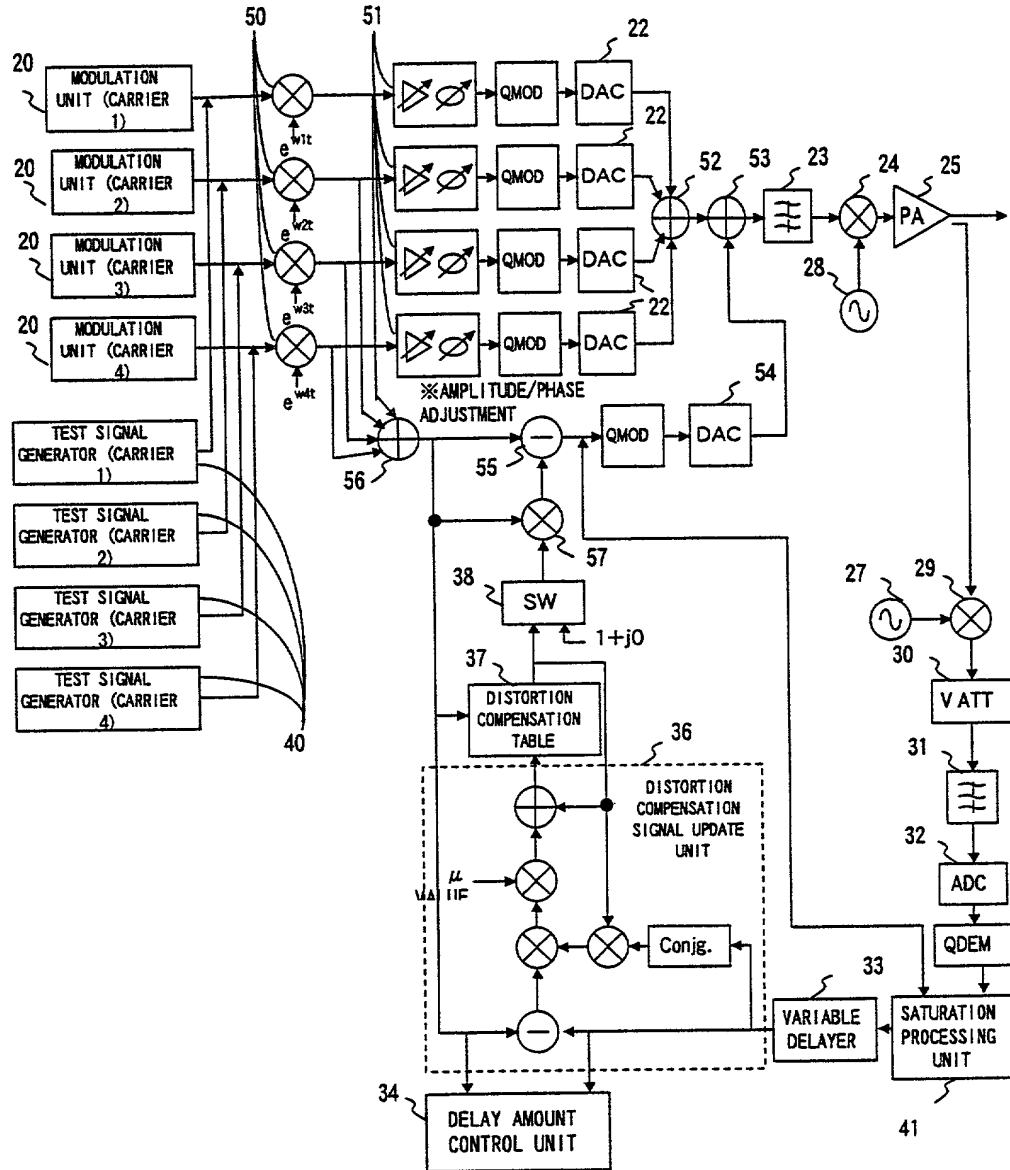 50
51
22
20
MODULATION
UNIT (CARRIER
1)
QMOD
DAC
e w1t
22
20
MODULATION
UNIT (CARRIER
2)
QMOD
DAC
e w2t
52
53
23
24
25
PA
20
MODULATION
UNIT (CARRIER
3)
QMOD
DAC
e w3t
22
28
20
MODULATION
UNIT (CARRIER
4)
QMOD
DAC
22
e w4t
※AMPLITUDE/PHASE
ADJUSTMENT
54
TEST SIGNAL
GENERATOR (CARRIER
1)
56
55
QMOD
DAC
TEST SIGNAL
GENERATOR (CARRIER
2)
57
38
SW
1+j0
27
29
TEST SIGNAL
GENERATOR (CARRIER
3)
37
DISTORTION
COMPENSATION
TABLE
30
V ATT
TEST SIGNAL
GENERATOR (CARRIER
4)
40
36
DISTORTION
COMPENSATION
SIGNAL UPDATE
UNIT
31
32
ADC
μ
VALUE
Conjg.
QDEM
33
VARIABLE
DELAYER
SATURATION
PROCESSING
UNIT
41
34
DELAY AMOUNT
CONTROL UNIT